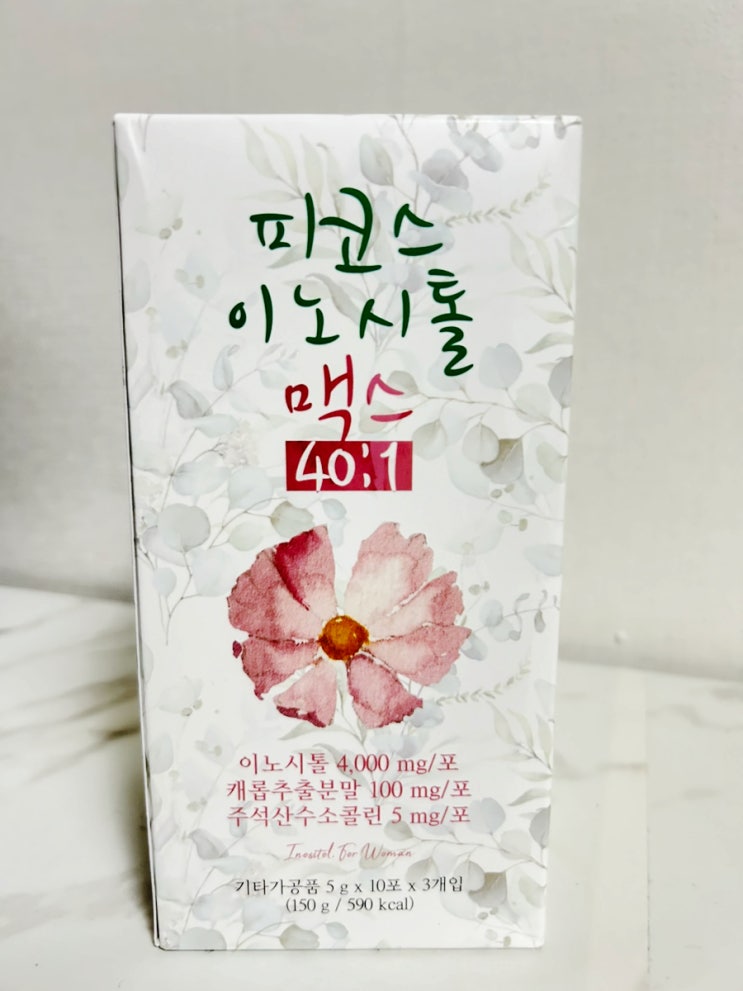 피코스
이노시톨
맥스
40:1
이노시톨 4,000 mg/포
캐롭추출분말 100 mg/포
주석산수소콜린 5 mg/포
Inositol For Woman
기타가공품 5 g x 10포 x 3개입
(150 g / 590 kcal)